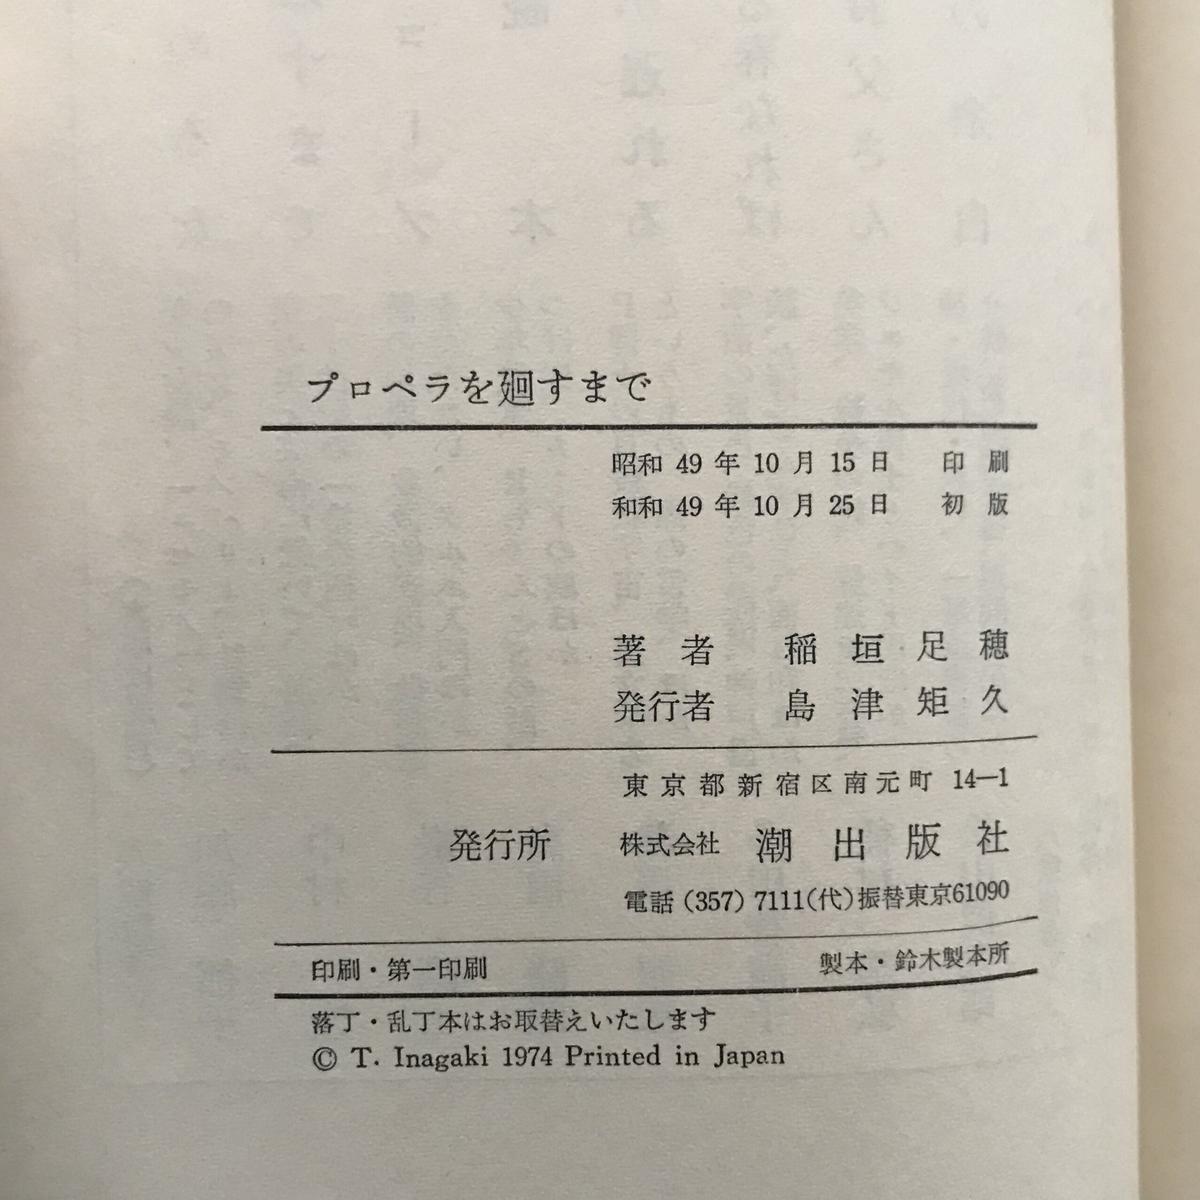 プロペラを廻すまで
昭和 49 年 10 月 15 日 印 刷
和和 49 年 10 月 25 日 初 版
著 者 稲 垣 足 穂
発行者 島 津 矩 久
東京都新宿区南元町 14―1
発行所 株式会社 潮出版社
電話 (357) 7111(代)振替東京61090
印刷・第一印刷 製本・鈴木製本所
落丁・乱丁本はお取替えいたします
© T. Inagaki 1974 Printed in Japan